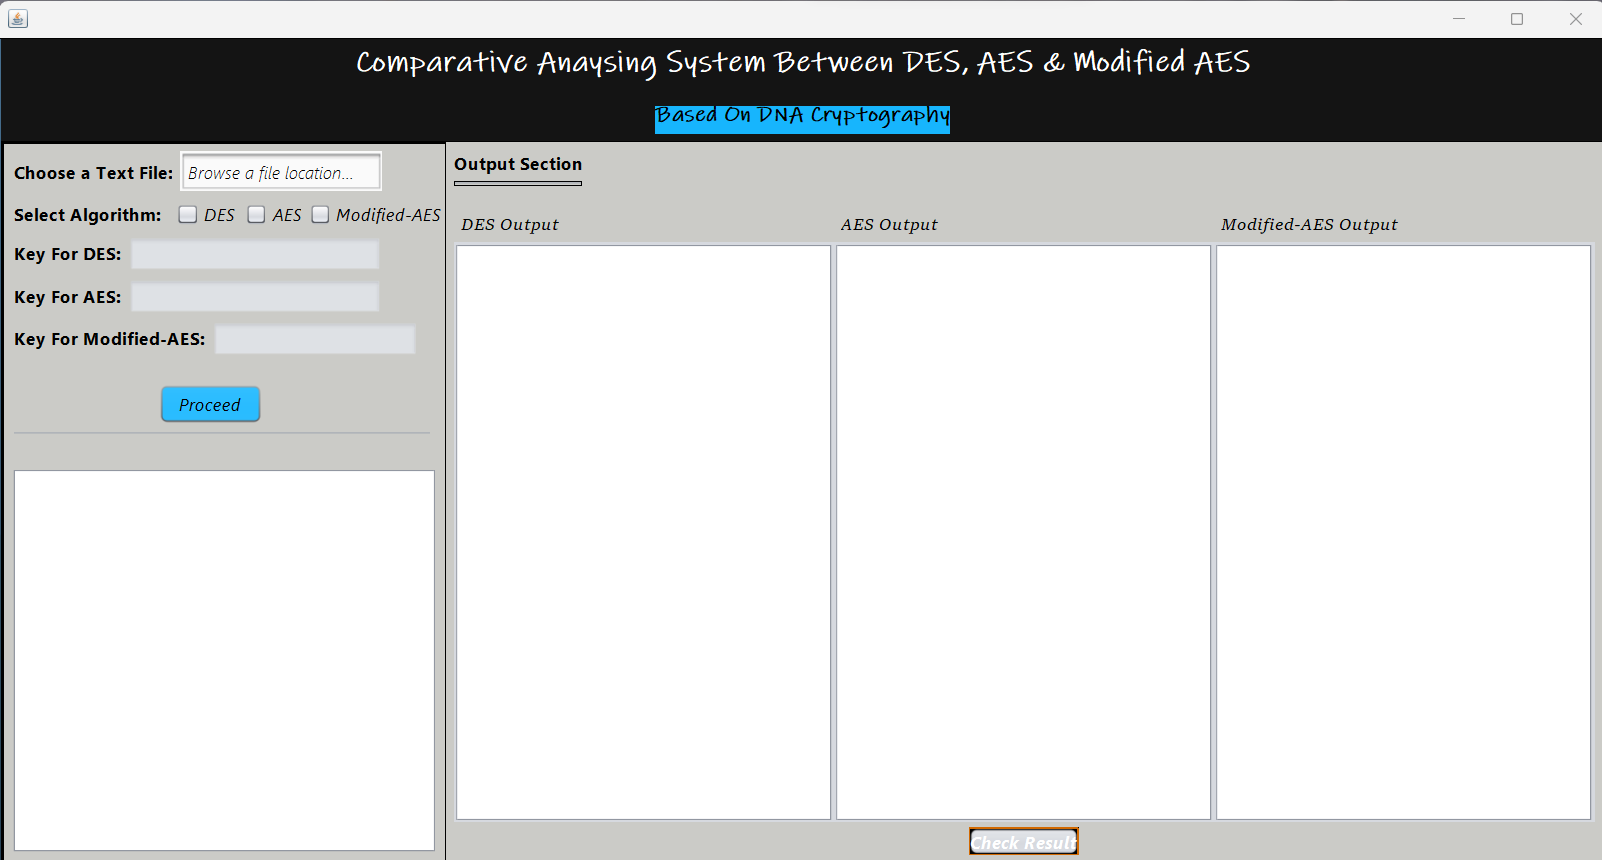 Comparative Anaysing System Between DES, AES & Modified AES
Based On DNA Cryptography
Choose a Text File: Browse a file location...
Select Algorithm: DES AES Modified-AES
Key For DES:
Key For AES:
Key For Modified-AES:
Proceed
Output Section
DES Output AES Output Modified-AES Output
Check Result